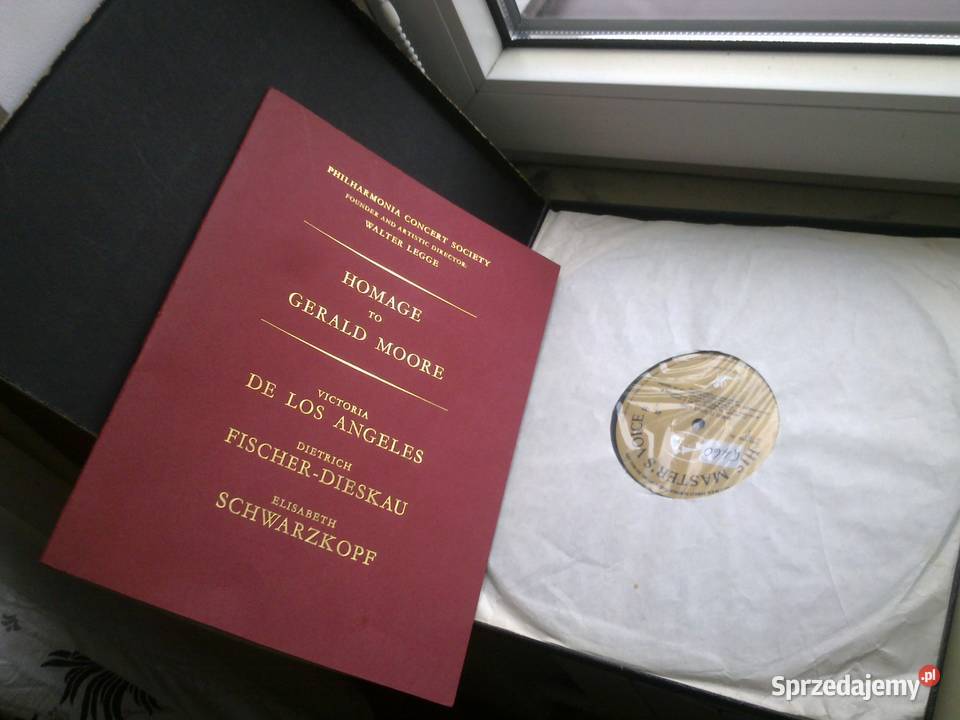 PHILHARMONIA CONCERT SOCIETY
FOUNDER AND ARTISTIC DIRECTOR:
WALTER LEGGE
HOMAGE
TO
GERALD MOORE
VICTORIA
DE LOS ANGELES
DIETRICH
FISCHER-DIESKAU
ELISABETH
SCHWARZKOPF
HIS MASTER'S VOICE
Sprzedajemy.pl